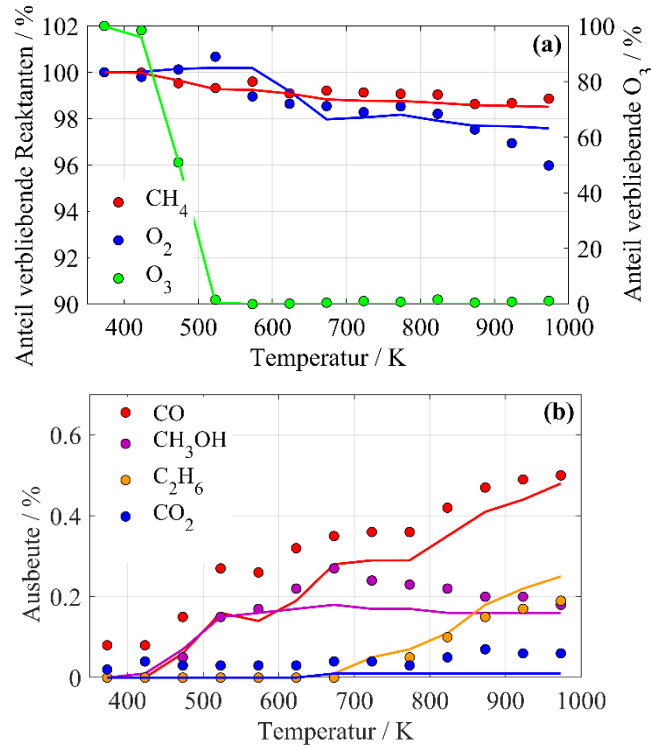 Anteil verbliebende Reaktanten / %
102
100
98
96
94
92
90
(a)
CH4
O2
O3
100
80
60
40
20
0
Anteil verbliebende O3 / %
400 500 600 700 800 900 1000
Temperatur / K
Ausbeute / %
0.6
0.4
0.2
0
(b)
CO
CH3OH
C2H6
CO2
400 500 600 700 800 900 1000
Temperatur / K